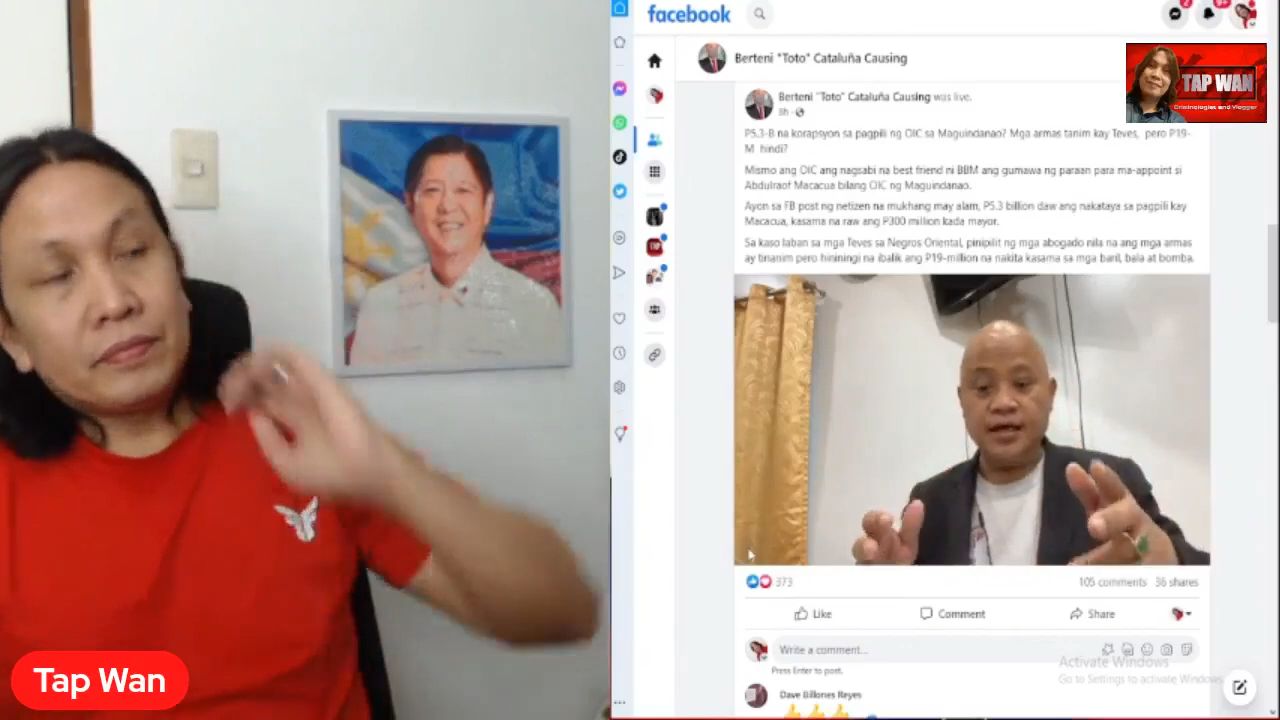 facebook
Berteni "Toto" Cataluña Causing
TAP WAN
Criminologist and Vlogger
Berteni "Toto" Cataluña Causing was live.
8h
P5.3-B na korapsyon sa pagpili ng OIC sa Maguindanao? Mga armas tanim kay Teves, pero P19-
M hindi?
Mismo ang OIC ang nagsabi na best friend ni BBM ang gumawa ng paraan para ma-appoint si
Abdulraof Macacua bilang OIC ng Maguindanao.
Ayon sa FB post ng netizen na mukhang may alam, P5.3 billion daw ang nakataya sa pagpili kay
Macacua, kasama na raw ang P300 million kada mayor.
Sa kaso laban sa mga Teves sa Negros Oriental, pinipilit ng mga abogado nila na ang mga armas
ay tinanim pero hininingi na ibalik ang P19-million na nakita kasama sa mga baril, bala at bomba.
373
105 comments 36 shares
Like Comment Share
Write a comment...
Press Enter to post.
Dave Billones Reyes
Activate Windows
Go to Settings to activate Windows.
Tap Wan